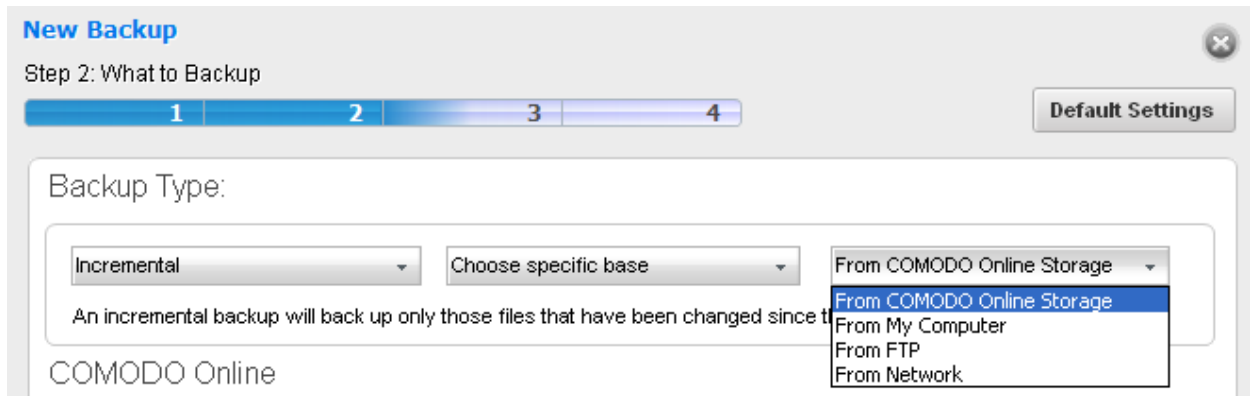 New Backup
Step 2: What to Backup
1 2 3 4
Default Settings
Backup Type:
Incremental Choose specific base From COMODO Online Storage
From COMODO Online Storage
An incremental backup will back up only those files that have been changed since
From My Computer
From FTP
From Network
COMODO Online